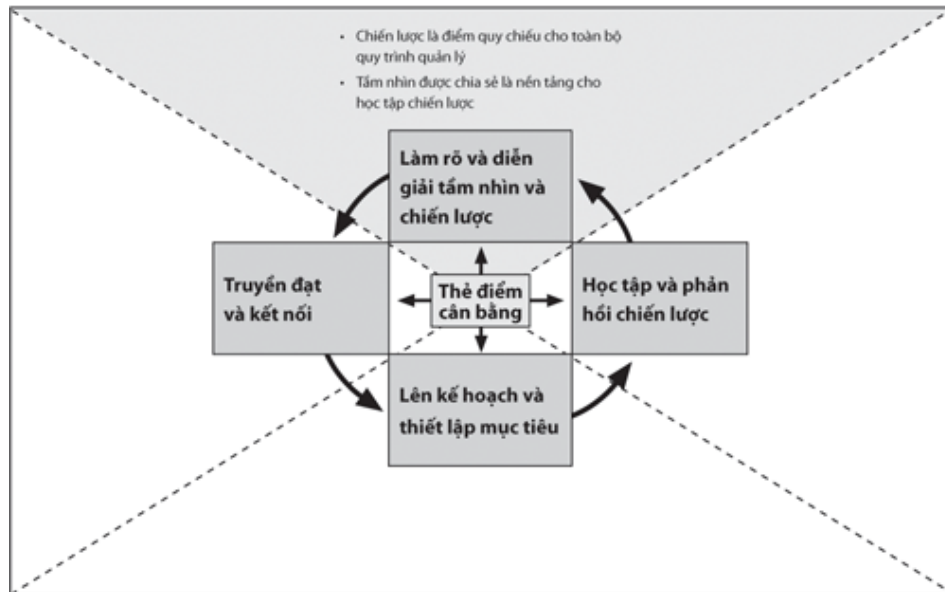 • Chiến lược là điểm quy chiếu cho toàn bộ
quy trình quản lý
• Tầm nhìn được chia sẻ là nền tảng cho
học tập chiến lược
Làm rõ và diễn
giải tầm nhìn và
chiến lược
Truyền đạt
và kết nối
Thẻ điểm
cân bằng
Học tập và phản
hồi chiến lược
Lên kế hoạch và
thiết lập mục tiêu